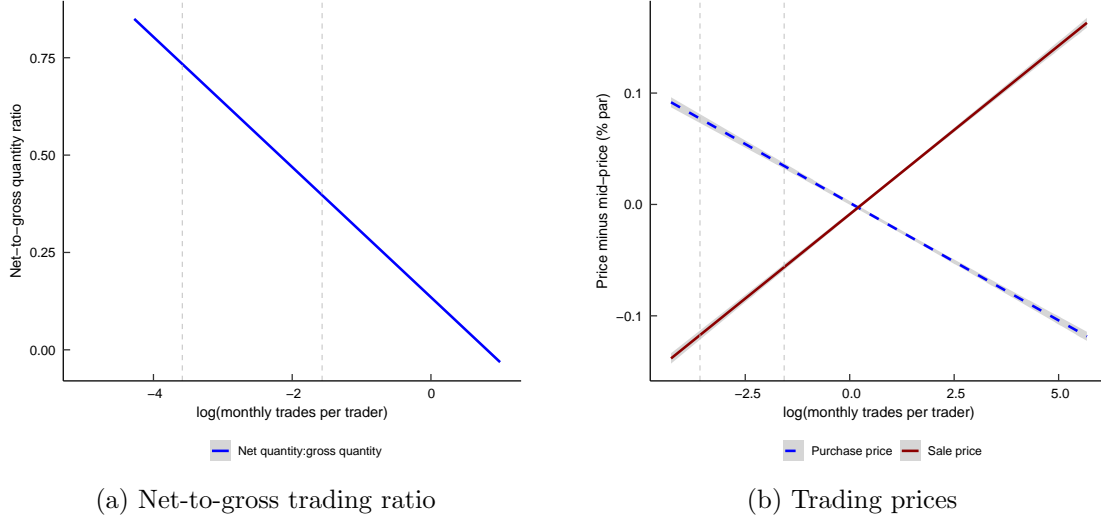 Net−to−gross quantity ratio
0.75
0.50
0.25
0.00
−4
−2
0
log(monthly trades per trader)
Net quantity:gross quantity
(a) Net-to-gross trading ratio
Price minus mid−price (% par)
0.1
0.0
−0.1
−2.5
0.0
2.5
5.0
log(monthly trades per trader)
Purchase price
Sale price
(b) Trading prices